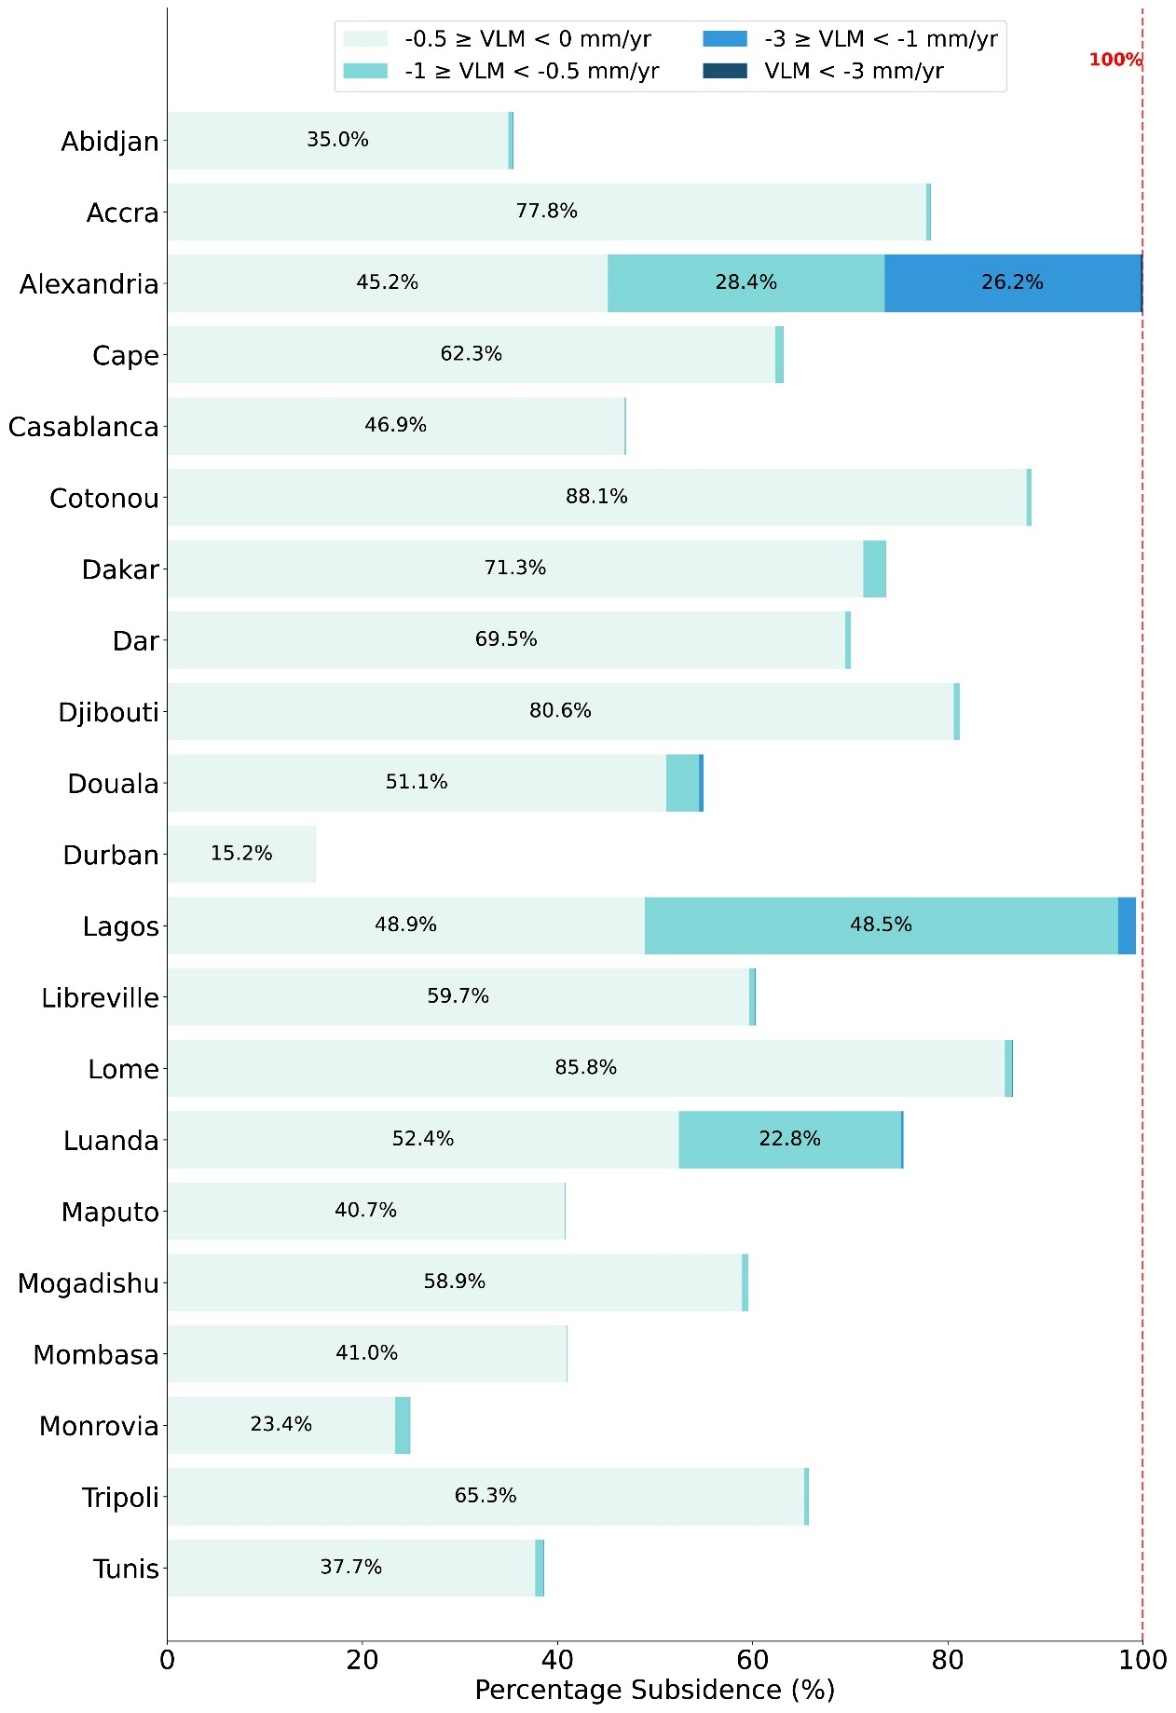 -0.5 ≥ VLM < 0 mm/yr -3 ≥ VLM < -1 mm/yr
-1 ≥ VLM < -0.5 mm/yr VLM < -3 mm/yr
100%
Abidjan 35.0%
Accra 77.8%
Alexandria 45.2% 28.4% 26.2%
Cape 62.3%
Casablanca 46.9%
Cotonou 88.1%
Dakar 71.3%
Dar 69.5%
Djibouti 80.6%
Douala 51.1%
Durban 15.2%
Lagos 48.9% 48.5%
Libreville 59.7%
Lome 85.8%
Luanda 52.4% 22.8%
Maputo 40.7%
Mogadishu 58.9%
Mombasa 41.0%
Monrovia 23.4%
Tripoli 65.3%
Tunis 37.7%
0 20 40 60 80 100
Percentage Subsidence (%)